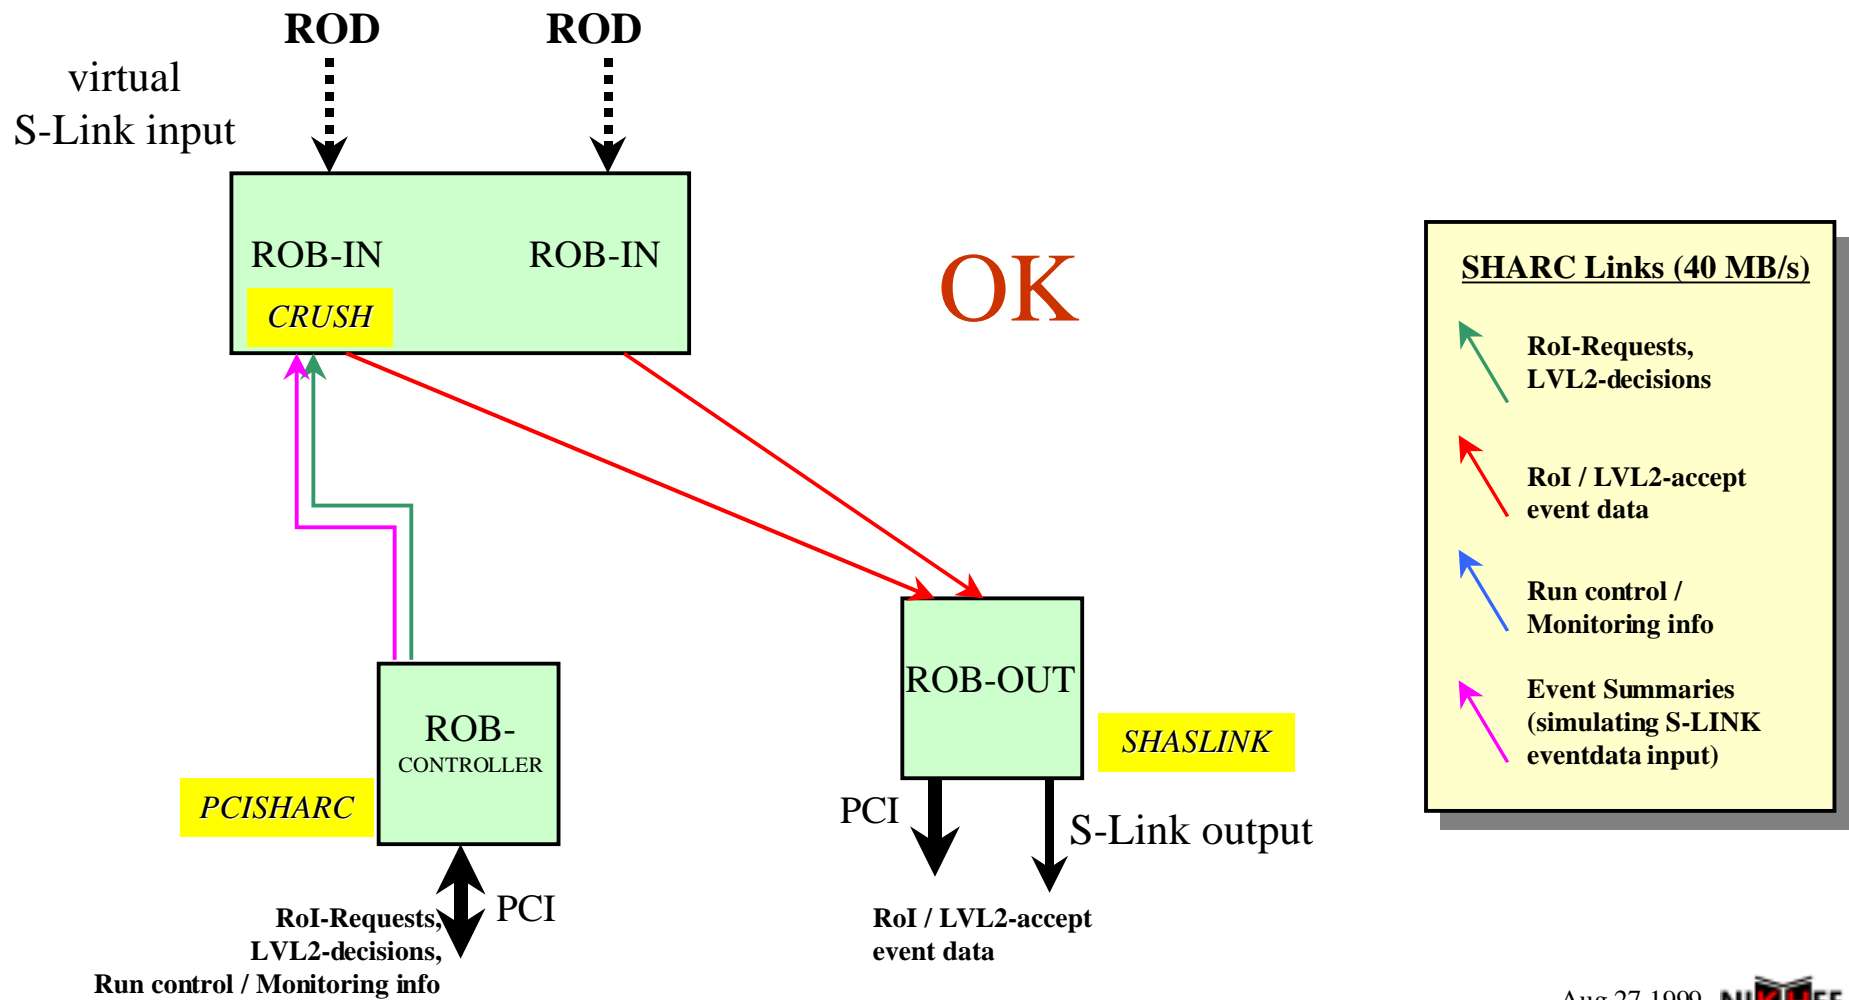 ROD
ROD
virtual
S-Link input
ROB-IN
ROB-IN
CRUSH
OK
SHARC Links (40 MB/s)
RoI-Requests,
LVL2-decisions
RoI / LVL2-accept
event data
Run control /
Monitoring info
Event Summaries
(simulating S-LINK
eventdata input)
ROB-OUT
SHASLINK
ROB-
CONTROLLER
PCISHARC
PCI
S-Link output
PCI
RoI-Requests,
LVL2-decisions,
Run control / Monitoring info
RoI / LVL2-accept
event data